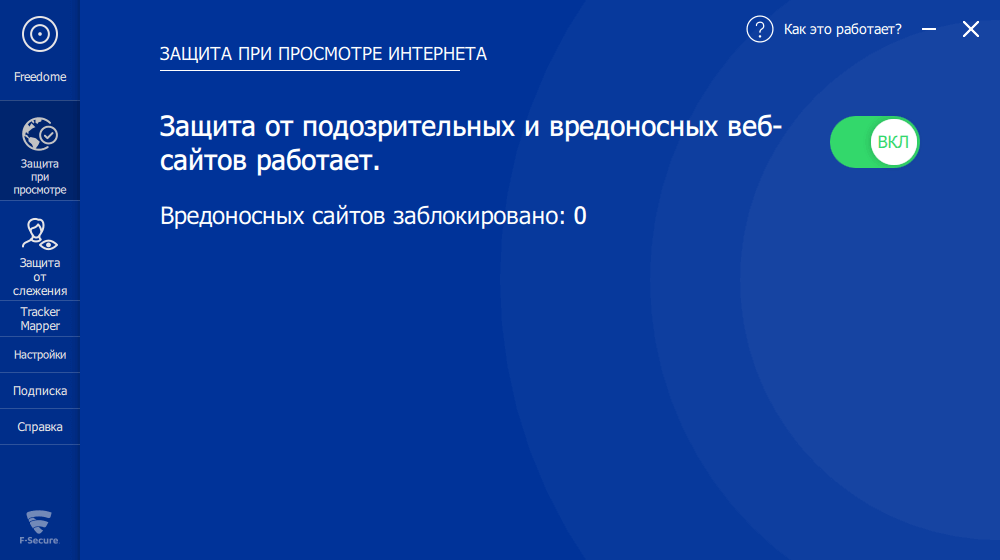 Freedome
Защита
при
просмотре
Защита
от
слежения
Tracker
Mapper
Настройки
Подписка
Справка
F-Secure.
Как это работает?
ЗАЩИТА ПРИ ПРОСМОТРЕ ИНТЕРНЕТА
Защита от подозрительных и вредоносных веб-
сайтов работает.
ВКЛ
Вредоносных сайтов заблокировано: 0